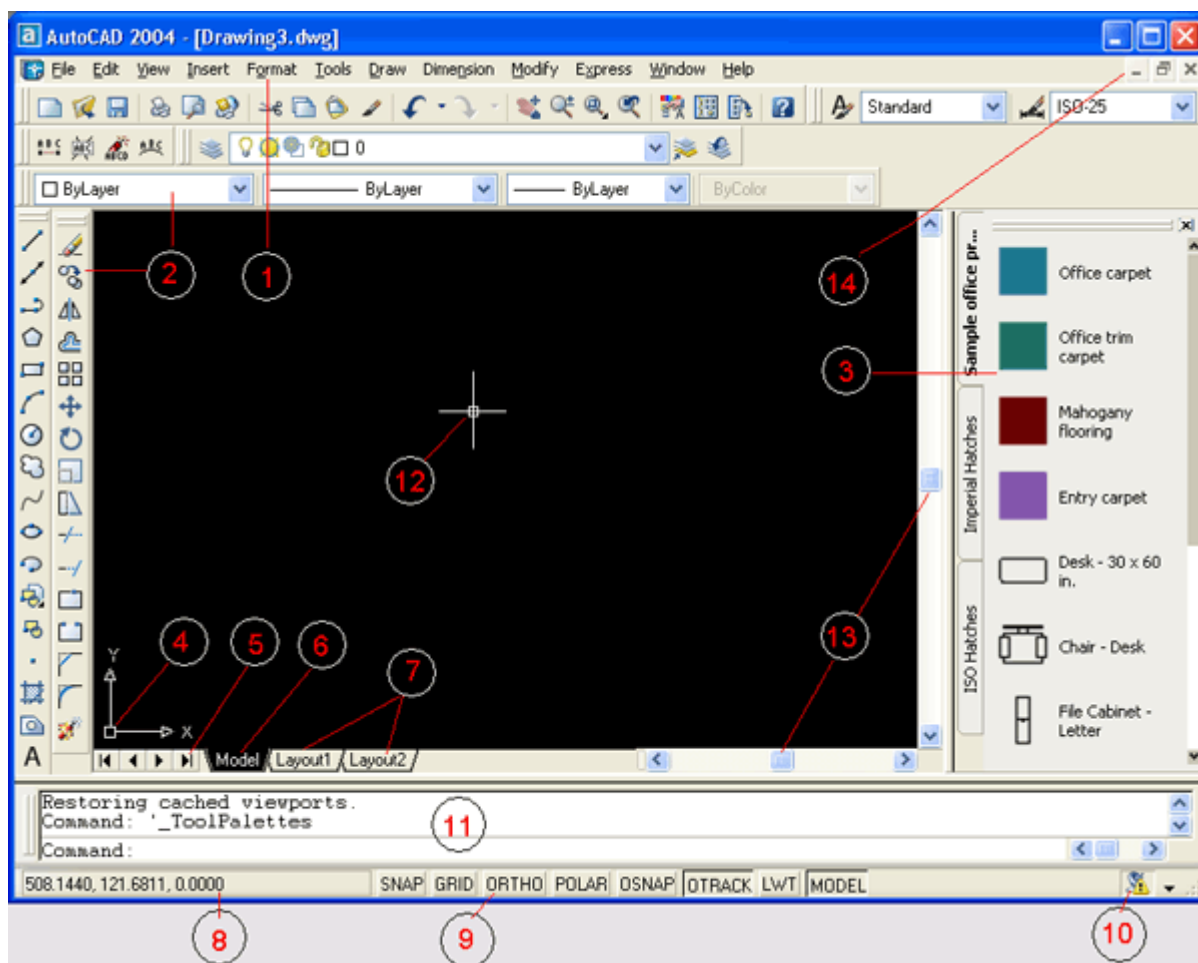 AutoCAD 2004 - [Drawing3.dwg]
File Edit View Insert Format Tools Draw Dimension Modify Express Window Help
Standard ISO-25
0
ByLayer ByLayer ByLayer ByColor
2
1
14
3
12
4
5
6
7
13
Y
X
Sample office pr...
Imperial Hatches
ISO Hatches
Office carpet
Office trim
carpet
Mahogany
flooring
Entry carpet
Desk - 30 x 60
in.
Chair - Desk
File Cabinet -
Letter
A
Model Layout1 Layout2
Restoring cached viewports.
Command: '_ToolPalettes
Command:
11
508.1440, 121.6811, 0.0000 SNAP GRID ORTHO POLAR OSNAP OTRACK LWT MODEL
8
9
10